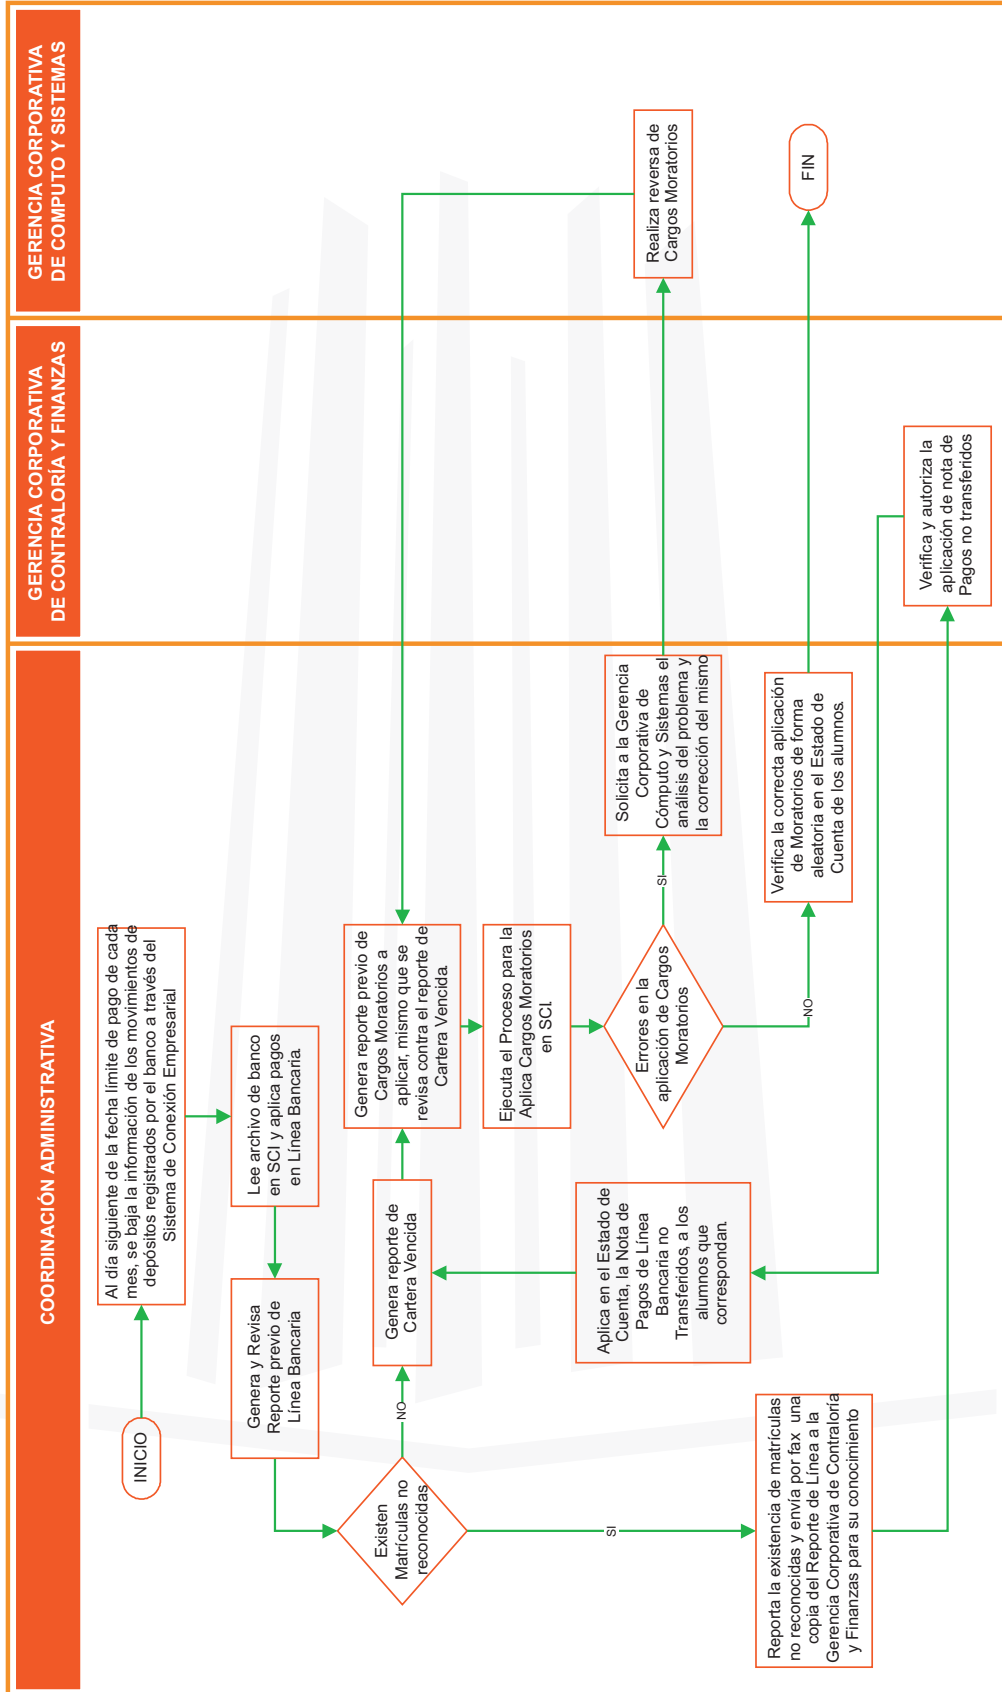 COORDINACIÓN ADMINISTRATIVA
GERENCIA CORPORATIVA
DE CONTRALORÍA Y FINANZAS
GERENCIA CORPORATIVA
DE COMPUTO Y SISTEMAS
INICIO
Al día siguiente de la fecha límite de pago de cada
mes, se baja la información de los movimientos de
depósitos registrados por el banco a través del
Sistema de Conexión Empresarial
Lee archivo de banco
en SCI y aplica pagos
en Línea Bancaria
Genera y Revisa
Reporte previo de
Línea Bancaria
Existen
Matrículas no
reconocidas
NO
SI
Genera reporte de
Cartera Vencida
Genera reporte previo de
Cargos Moratorios a
aplicar, mismo que se
revisa contra el reporte de
Cartera Vencida.
Ejecuta el Proceso para la
Aplica Cargos Moratorios
en SCI.
Errores en la
aplicación de Cargos
Moratorios
SI
NO
Solicita a la Gerencia
Corporativa de
Cómputo y Sistemas el
análisis del problema y
la corrección del mismo
Realiza reversa de
Cargos Moratorios
Verifica la correcta aplicación
de Moratorios de forma
aleatoria en el Estado de
Cuenta de los alumnos.
FIN
Aplica en el Estado de
Cuenta, la Nota de
Pagos de Línea
Bancaria no
Transferidos, a los
alumnos que
correspondan.
Reporta la existencia de matrículas
no reconocidas y envía por fax una
copia del Reporte de Línea a la
Gerencia Corporativa de Contraloría
y Finanzas para su conocimiento
Verifica y autoriza la
aplicación de nota de
Pagos no transferidos